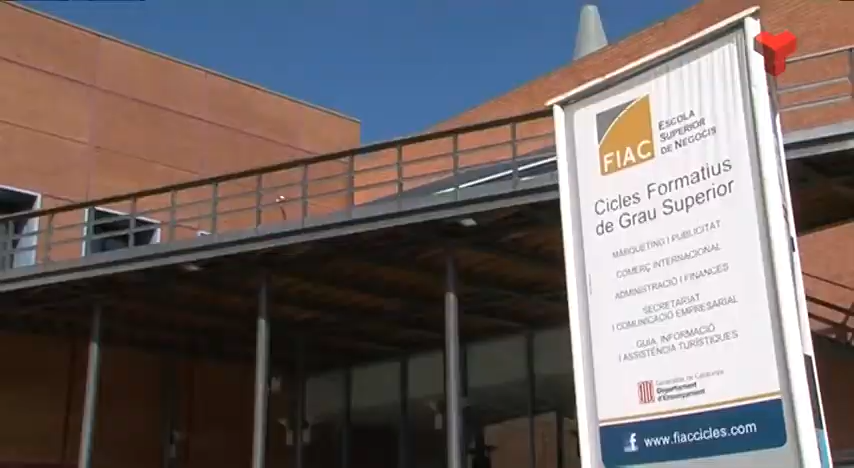 FIAC
ESCOLA
SUPERIOR
DE NEGOCIS
Cicles Formatius
de Grau Superior
MÀRQUETING I PUBLICITAT
COMERÇ INTERNACIONAL
ADMINISTRACIÓ I FINANCES
SECRETARIAT
I COMUNICACIÓ EMPRESARIAL
GUIA, INFORMACIÓ
I ASSISTÈNCIA TURÍSTIQUES
Generalitat de Catalunya
Departament
d'Ensenyament
f www.fiaccicles.com